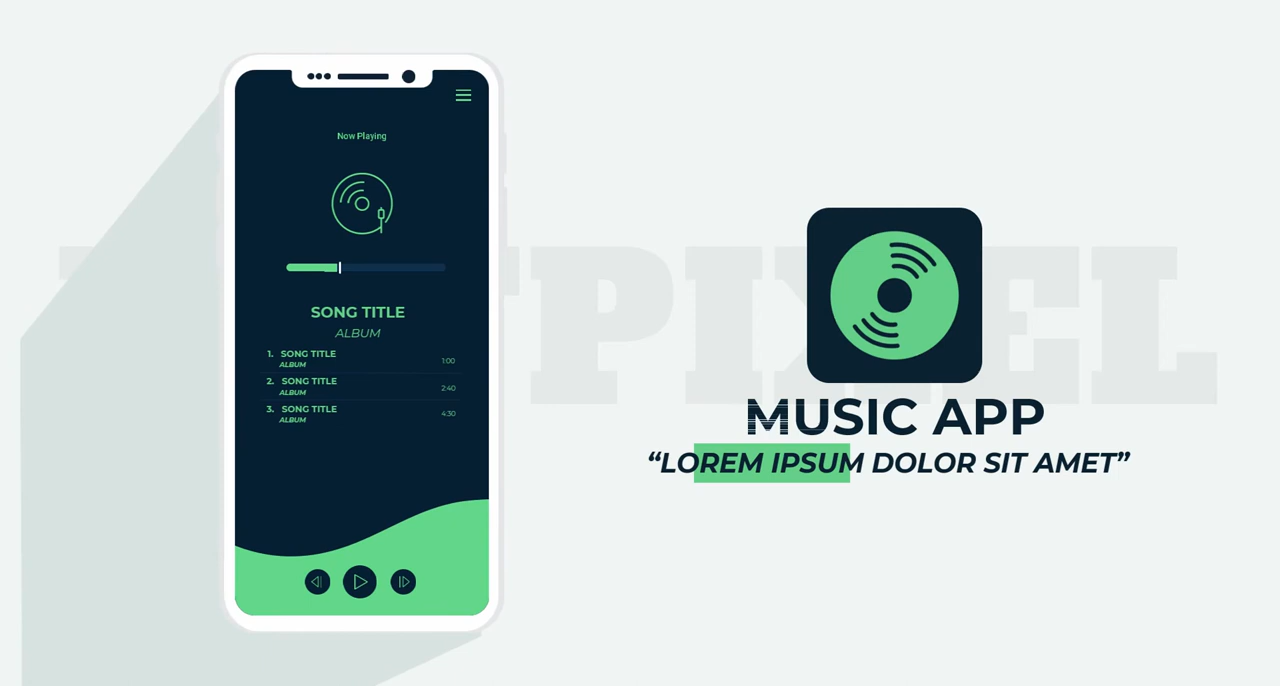 Now Playing
SONG TITLE
ALBUM
1. SONG TITLE
ALBUM
1:00
2. SONG TITLE
ALBUM
2:40
3. SONG TITLE
ALBUM
4:30
MUSIC APP
“LOREM IPSUM DOLOR SIT AMET”